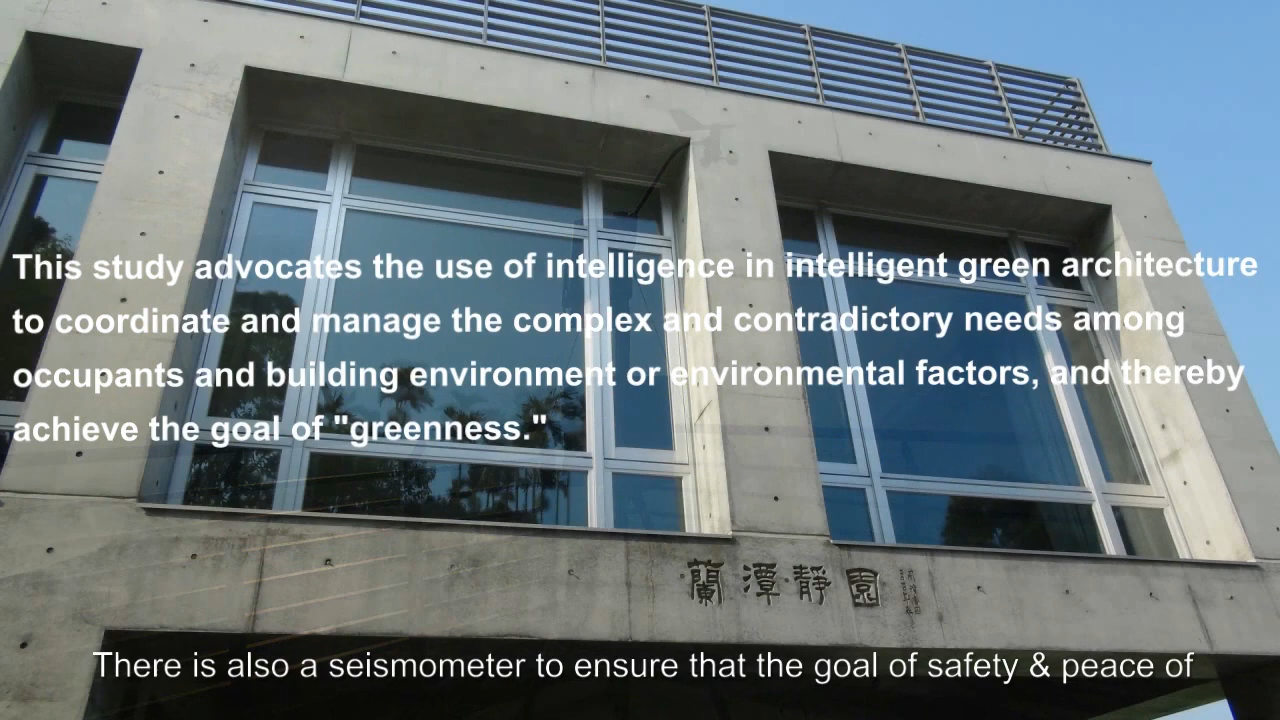 This study advocates the use of intelligence in intelligent green architecture
to coordinate and manage the complex and contradictory needs among
occupants and building environment or environmental factors, and thereby
achieve the goal of "greenness."
蘭潭靜園
There is also a seismometer to ensure that the goal of safety & peace of